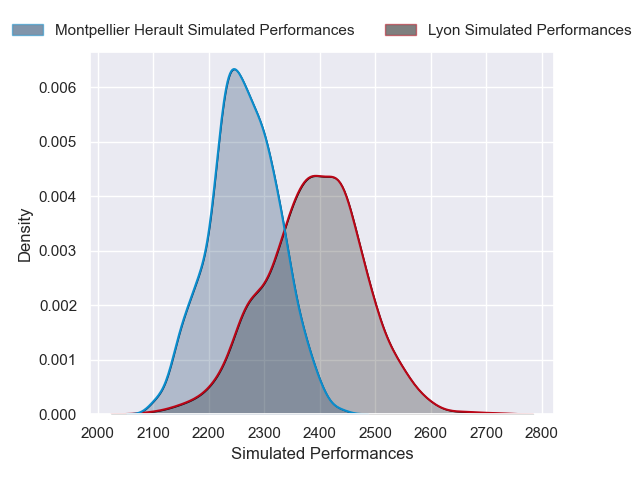 Montpellier Herault Simulated Performances
Lyon Simulated Performances
0.006
0.005
0.004
0.003
0.002
0.001
0.000
Density
2000 2100 2200 2300 2400 2500 2600 2700 2800
Simulated Performances